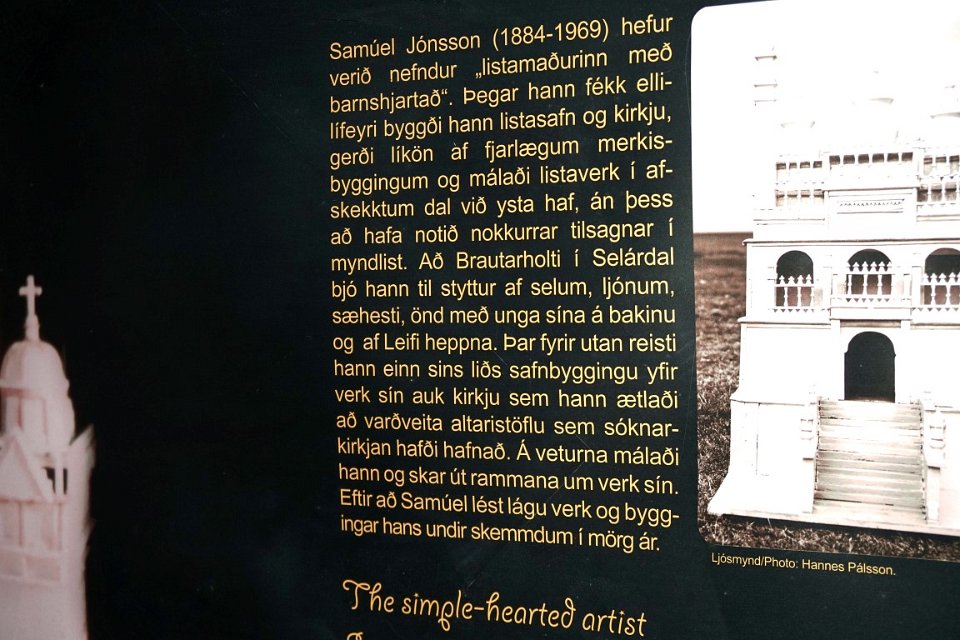 Samúel Jónsson (1884-1969) hefur
verið nefndur „listamaðurinn með
barnshjartað“. Þegar hann fékk elli-
lífeyri byggði hann listasafn og kirkju,
gerði líkön af fjarlægum merkis-
byggingum og málaði listaverk í af-
skekktum dal við ysta haf, án þess
að hafa notið nokkurrar tilsagnar í
myndlist. Að Brautarholti í Selárdal
bjó hann til styttur af selum, ljónum,
sæhesti, önd með unga sína á bakinu
og af Leifi heppna. Þar fyrir utan reisti
hann einn sins liðs safnbyggingu yfir
verk sín auk kirkju sem hann ætlaði
að varðveita altaristöflu sem sóknar-
kirkjan hafði hafnað. Á veturna málaði
hann og skar út rammana um verk sín.
Eftir að Samúel lést lágu verk og bygg-
ingar hans undir skemmdum í mörg ár.
Ljósmynd/Photo: Hannes Pálsson.
The simple-hearted artist